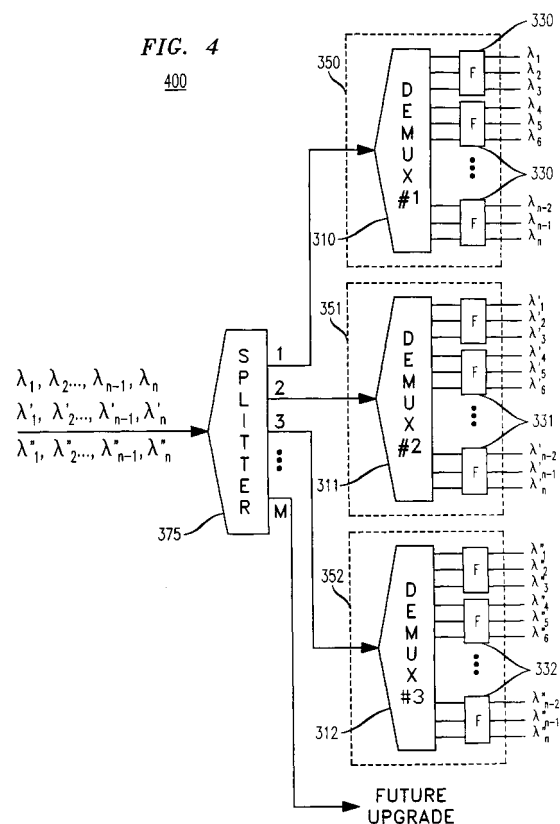 FIG. 4
400
330
350
DEMUX #1
310
F
F
F
λ1
λ2
λ3
λ4
λ5
λ6
330
λn-2
λn-1
λn
λ1, λ2..., λn-1, λn
λ'1, λ'2..., λ'n-1, λ'n
λ"1, λ"2..., λ"n-1, λ"n
SPLITTER
375
1
2
3
M
351
DEMUX #2
311
F
F
F
λ'1
λ'2
λ'3
λ'4
λ'5
λ'6
331
λ'n-2
λ'n-1
λ'n
352
DEMUX #3
312
F
F
F
λ"1
λ"2
λ"3
λ"4
λ"5
λ"6
332
λ"n-2
λ"n-1
λ"n
FUTURE
UPGRADE